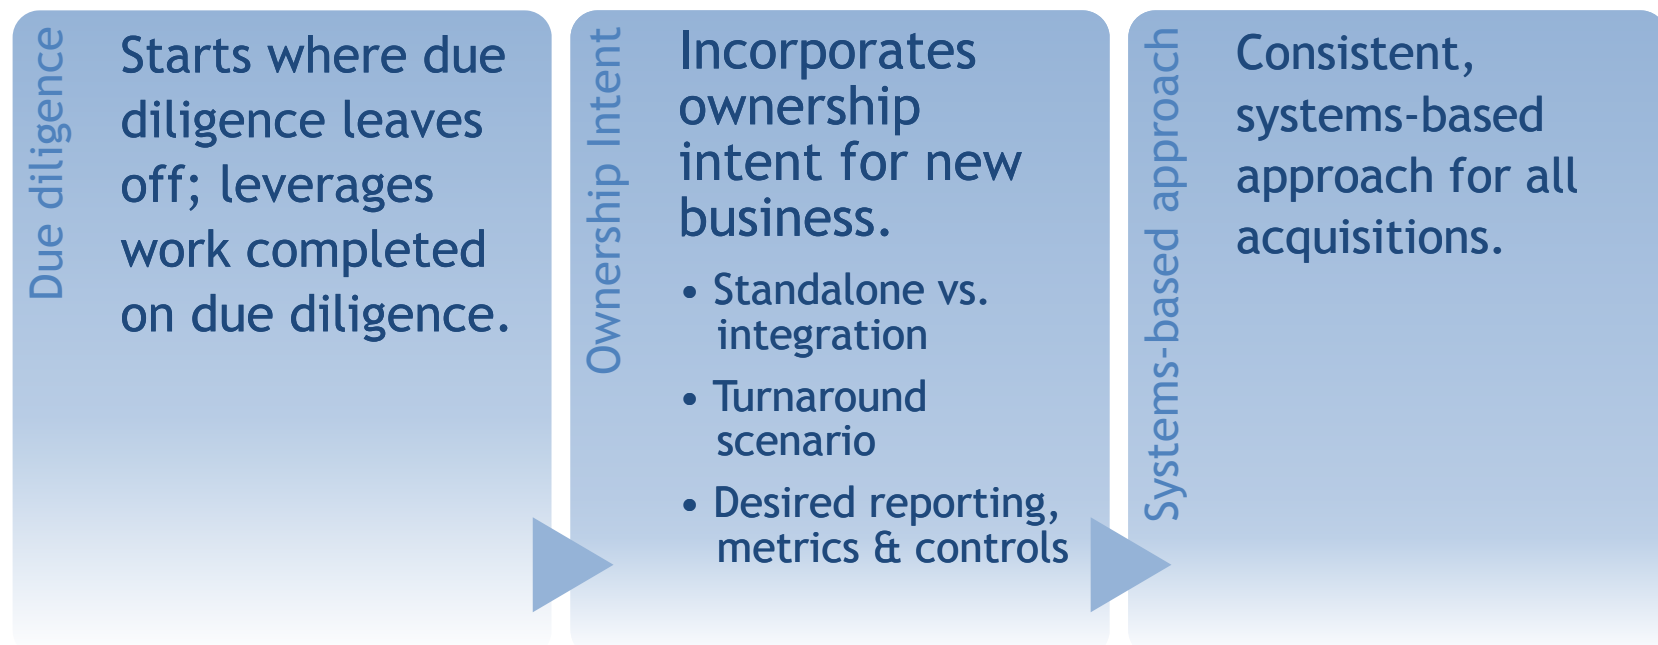 Due diligence
Starts where due
diligence leaves
off; leverages
work completed
on due diligence.
Ownership Intent
Incorporates
ownership
intent for new
business.
• Standalone vs.
integration
• Turnaround
scenario
• Desired reporting,
metrics & controls
Systems-based approach
Consistent,
systems-based
approach for all
acquisitions.